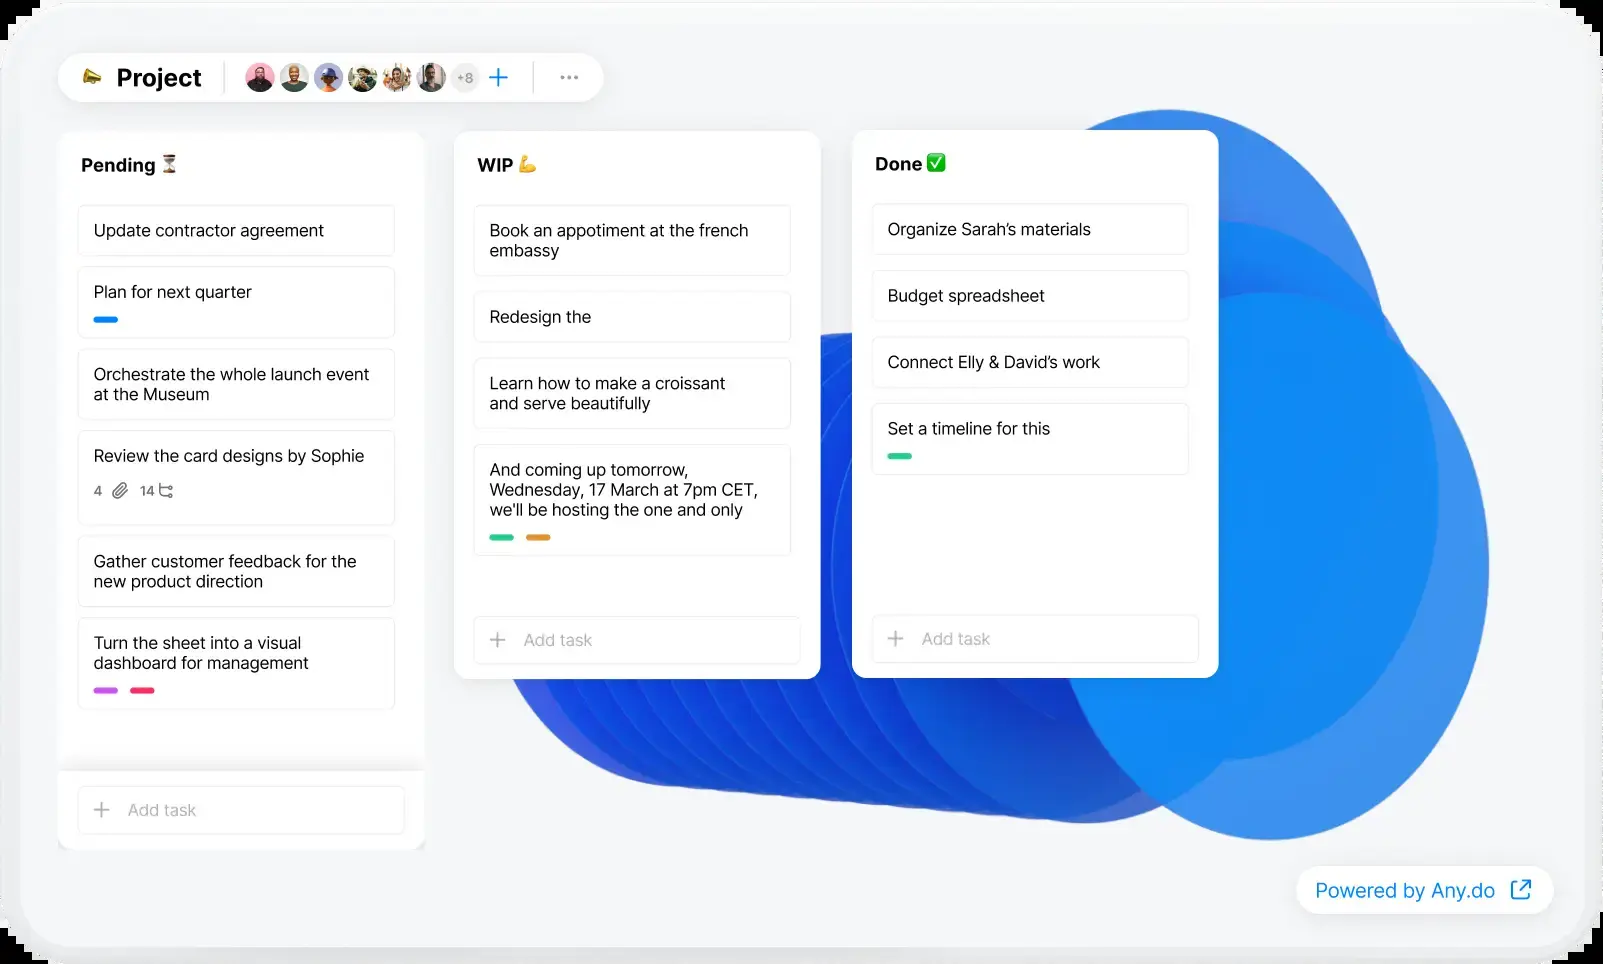 Project
+8
Pending ⏳
Update contractor agreement
Plan for next quarter
Orchestrate the whole launch event
at the Museum
Review the card designs by Sophie
4 14
Gather customer feedback for the
new product direction
Turn the sheet into a visual
dashboard for management
Add task
WIP 💪
Book an appotiment at the french
embassy
Redesign the
Learn how to make a croissant
and serve beautifully
And coming up tomorrow,
Wednesday, 17 March at 7pm CET,
we'll be hosting the one and only
Add task
Done ✅
Organize Sarah’s materials
Budget spreadsheet
Connect Elly & David’s work
Set a timeline for this
Add task
Powered by Any.do